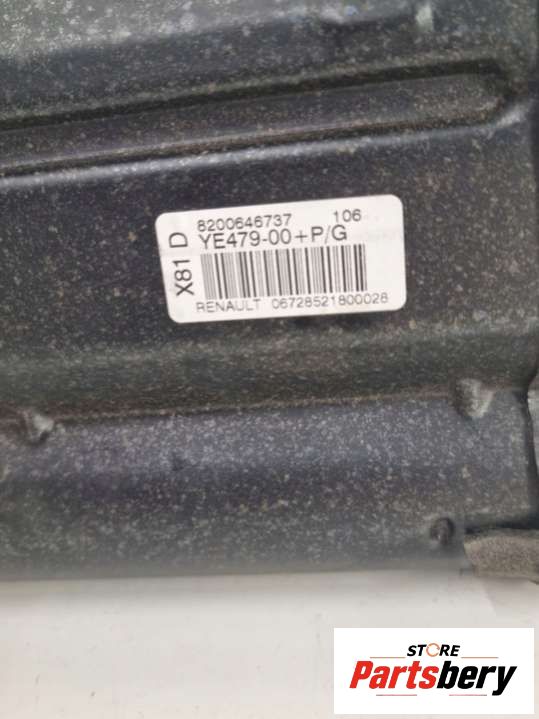 X81 D
8200646737 106
YE479-00+P/G
RENAULT 06728521800028
STORE
Partsbery